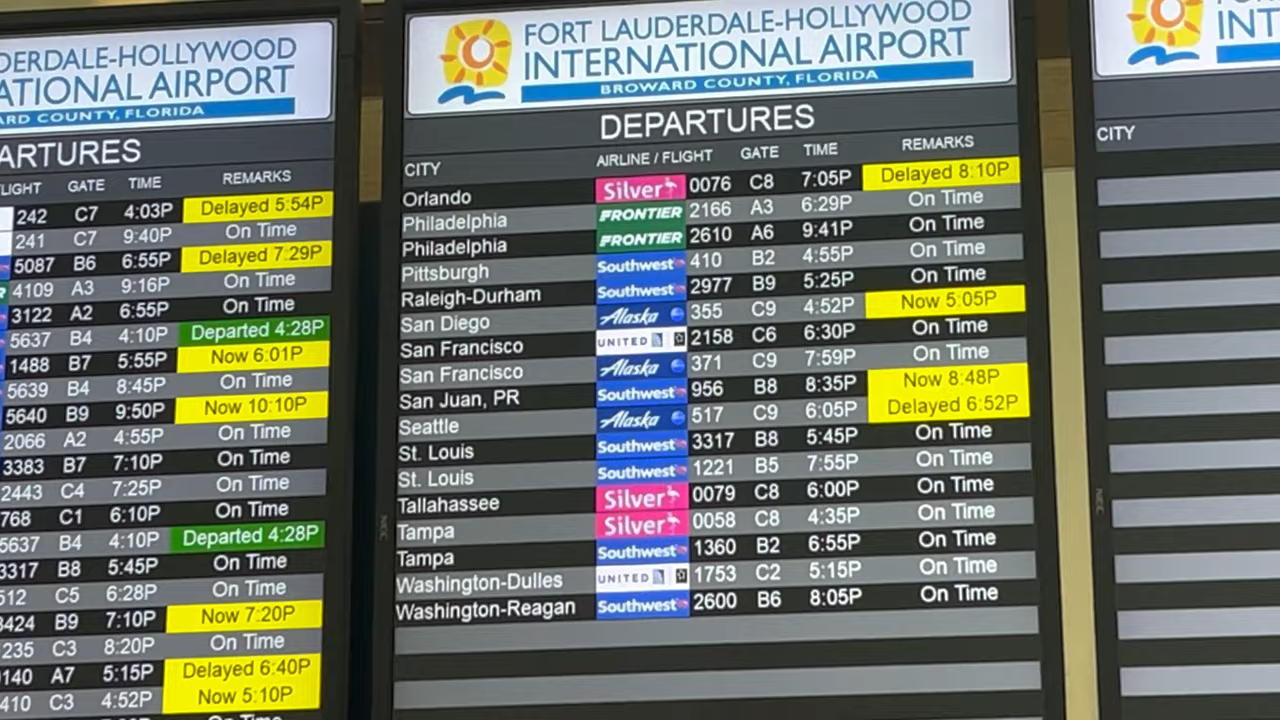 DERDALE-HOLLYWOOD
ATIONAL AIRPORT
ARD COUNTY, FLORIDA
ARTURES
LIGHT GATE TIME REMARKS
242 C7 4:03P Delayed 5:54P
241 C7 9:40P On Time
5087 B6 6:55P Delayed 7:29P
4109 A3 9:16P On Time
3122 A2 6:55P On Time
5637 B4 4:10P Departed 4:28P
1488 B7 5:55P Now 6:01P
5639 B4 8:45P On Time
5640 B9 9:50P Now 10:10P
2066 A2 4:55P On Time
3383 B7 7:10P On Time
2443 C4 7:25P On Time
768 C1 6:10P On Time
5637 B4 4:10P Departed 4:28P
3317 B8 5:45P On Time
512 C5 6:28P On Time
3424 B9 7:10P Now 7:20P
235 C3 8:20P On Time
0140 A7 5:15P Delayed 6:40P
410 C3 4:52P Now 5:10P
On Time
FORT LAUDERDALE-HOLLYWOOD
INTERNATIONAL AIRPORT
BROWARD COUNTY, FLORIDA
DEPARTURES
CITY AIRLINE / FLIGHT GATE TIME REMARKS
Orlando Silver 0076 C8 7:05P Delayed 8:10P
Philadelphia FRONTIER 2166 A3 6:29P On Time
Philadelphia FRONTIER 2610 A6 9:41P On Time
Pittsburgh Southwest 410 B2 4:55P On Time
Raleigh-Durham Southwest 2977 B9 5:25P On Time
San Diego Alaska 355 C9 4:52P Now 5:05P
San Francisco UNITED 2158 C6 6:30P On Time
San Francisco Alaska 371 C9 7:59P On Time
San Juan, PR Southwest 956 B8 8:35P Now 8:48P
Seattle Alaska 517 C9 6:05P Delayed 6:52P
St. Louis Southwest 3317 B8 5:45P On Time
St. Louis Southwest 1221 B5 7:55P On Time
Tallahassee Silver 0079 C8 6:00P On Time
Tampa Silver 0058 C8 4:35P On Time
Tampa Southwest 1360 B2 6:55P On Time
Washington-Dulles UNITED 1753 C2 5:15P On Time
Washington-Reagan Southwest 2600 B6 8:05P On Time
NEC
INT
CITY
NEC